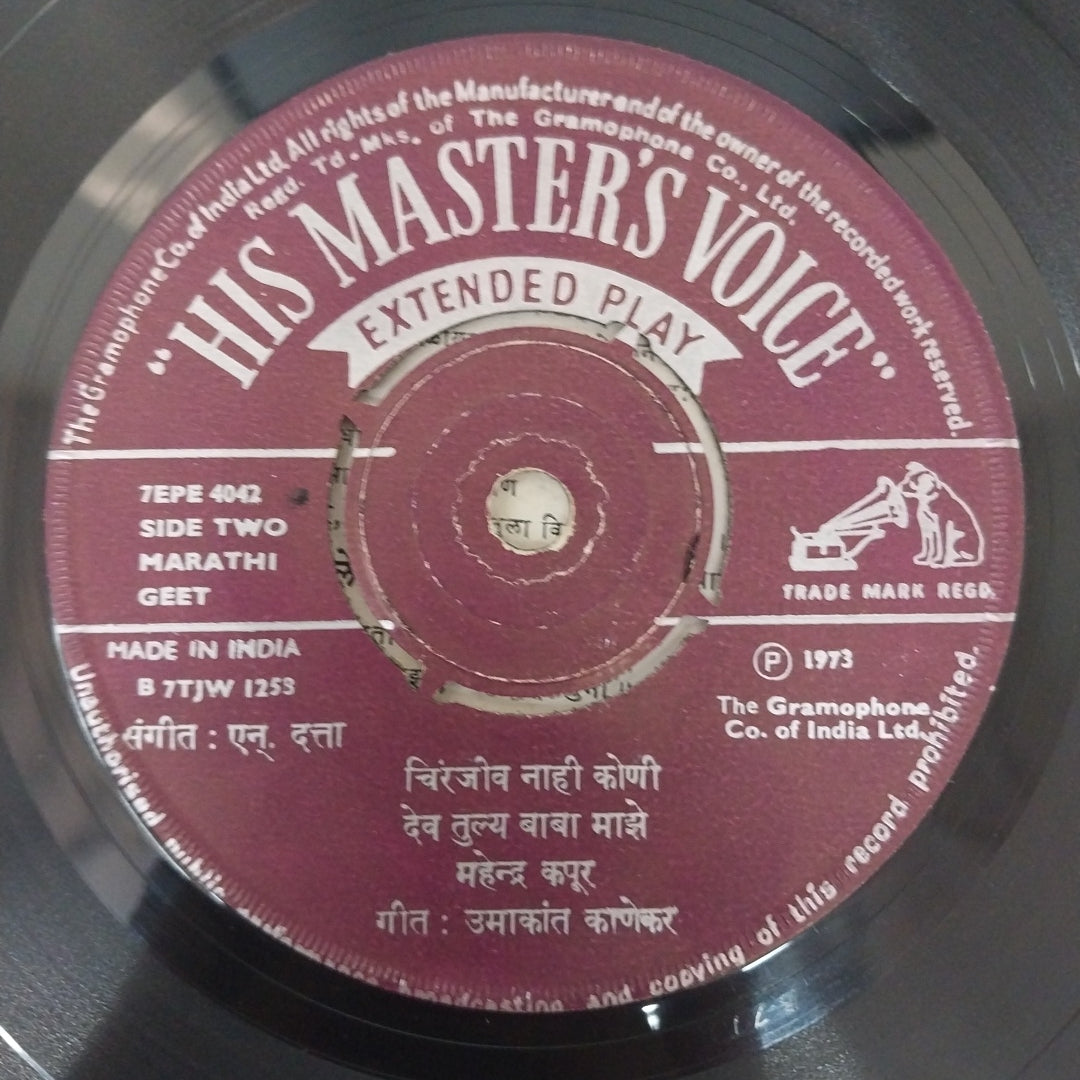 The Gramophone Co. of India Ltd. All rights of the Manufacturer and of the owner of the recorded work reserved.
Regd. Td. Mks. of The Gramophone Co., Ltd.
"HIS MASTER'S VOICE"
EXTENDED PLAY
7EPE 4042
SIDE TWO
MARATHI
GEET
TRADE MARK REGD.
MADE IN INDIA
B 7TJW 1253
Ⓟ 1973
The Gramophone
Co. of India Ltd.
संगीत : एन्. दत्ता
चिरंजीव नाही कोणी
देव तुल्य बाबा माझे
महेन्द्र कपूर
गीत : उमाकांत काणेकर
Unauthorised public broadcasting and copying of this record prohibited.